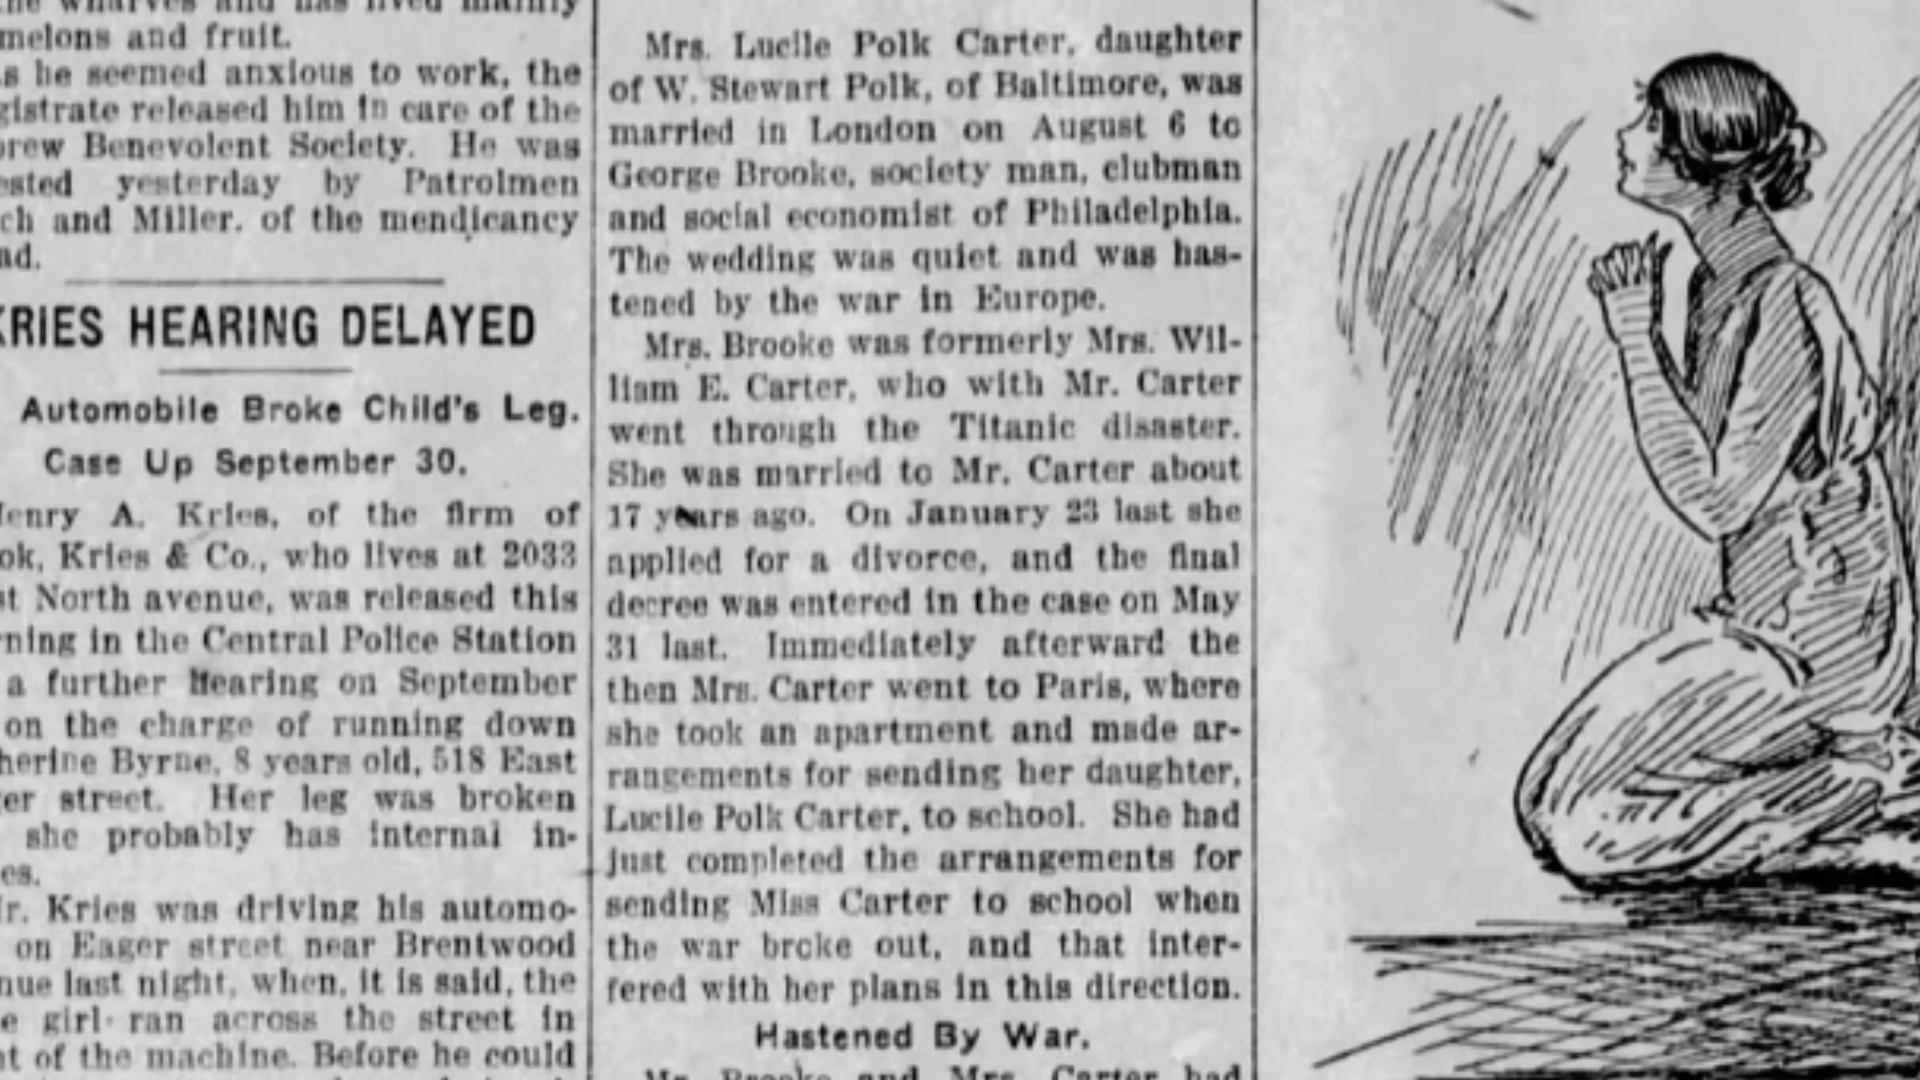 melons and fruit.
s he seemed anxious to work, the
gistrate released him in care of the
rew Benevolent Society. He was
ested yesterday by Patrolmen
ch and Miller, of the mendicancy
ad.
KRIES HEARING DELAYED
Automobile Broke Child's Leg.
Case Up September 30.
Henry A. Kries, of the firm of
ok, Kries & Co., who lives at 2033
st North avenue, was released this
rning in the Central Police Station
a further hearing on September
on the charge of running down
herine Byrne, 8 years old, 518 East
er street. Her leg was broken
she probably has internal in-
es.
Mr. Kries was driving his automo-
on Eager street near Brentwood
nue last night, when, it is said, the
e girl ran across the street in
nt of the machine. Before he could
Mrs. Lucile Polk Carter, daughter
of W. Stewart Polk, of Baltimore, was
married in London on August 6 to
George Brooke, society man, clubman
and social economist of Philadelphia.
The wedding was quiet and was has-
tened by the war in Europe.
Mrs. Brooke was formerly Mrs. Wil-
liam E. Carter, who with Mr. Carter
went through the Titanic disaster.
She was married to Mr. Carter about
17 years ago. On January 23 last she
applied for a divorce, and the final
decree was entered in the case on May
31 last. Immediately afterward the
then Mrs. Carter went to Paris, where
she took an apartment and made ar-
rangements for sending her daughter,
Lucile Polk Carter, to school. She had
just completed the arrangements for
sending Miss Carter to school when
the war broke out, and that inter-
fered with her plans in this direction.
Hastened By War.
Mr. Brooke and Mrs. Carter had